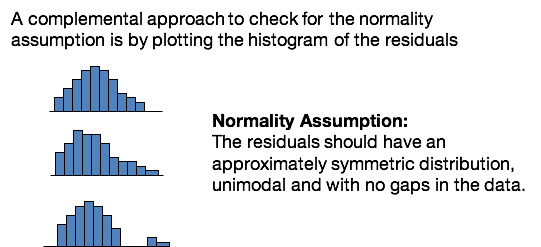 A complemental approach to check for the normality
assumption is by plotting the histogram of the residuals
Normality Assumption:
The residuals should have an
approximately symmetric distribution,
unimodal and with no gaps in the data.